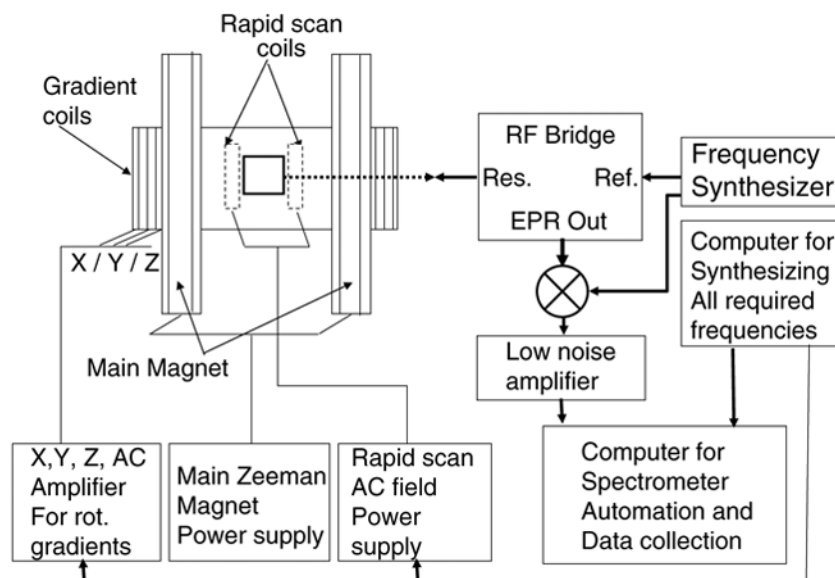 Rapid scan
coils
Gradient
coils
RF Bridge
Res.
Ref.
EPR Out
Frequency
Synthesizer
X / Y / Z
Computer for
Synthesizing
All required
frequencies
Main Magnet
Low noise
amplifier
X,Y, Z, AC
Amplifier
For rot.
gradients
Main Zeeman
Magnet
Power supply
Rapid scan
AC field
Power
supply
Computer for
Spectrometer
Automation and
Data collection